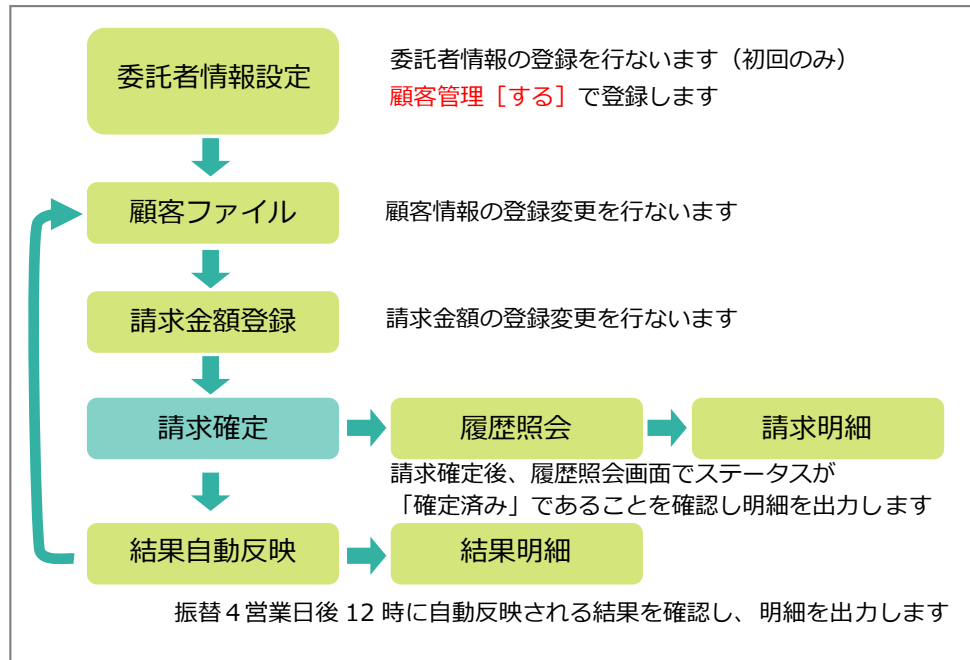 委託者情報設定
委託者情報の登録を行ないます（初回のみ）
顧客管理［する］で登録します
顧客ファイル
顧客情報の登録変更を行ないます
請求金額登録
請求金額の登録変更を行ないます
請求確定
履歴照会
請求明細
請求確定後、履歴照会画面でステータスが
「確定済み」であることを確認し明細を出力します
結果自動反映
結果明細
振替４営業日後 12 時に自動反映される結果を確認し、明細を出力します